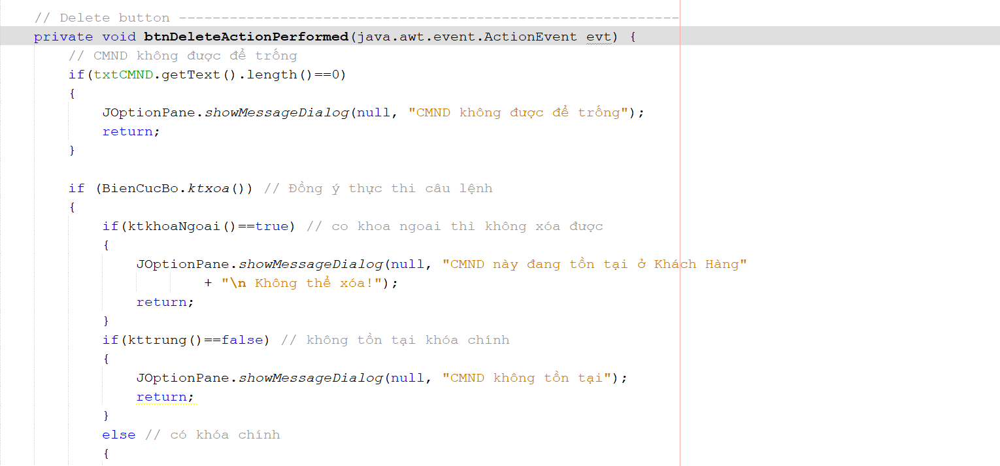 // Delete button -----------------------------------------------------------
private void btnDeleteActionPerformed(java.awt.event.ActionEvent evt) {
// CMND không được để trống
if(txtCMND.getText().length()==0)
{
JOptionPane.showMessageDialog(null, "CMND không được để trống");
return;
}
if (BienCucBo.ktxoa()) // Đồng ý thực thi câu lệnh
{
if(ktkhoaNgoai()==true) // co khoa ngoai thì không xóa được
{
JOptionPane.showMessageDialog(null, "CMND này đang tồn tại ở Khách Hàng"
+ "\n Không thể xóa!");
return;
}
if(kttrung()==false) // không tồn tại khóa chính
{
JOptionPane.showMessageDialog(null, "CMND không tồn tại");
return;
}
else // có khóa chính
{